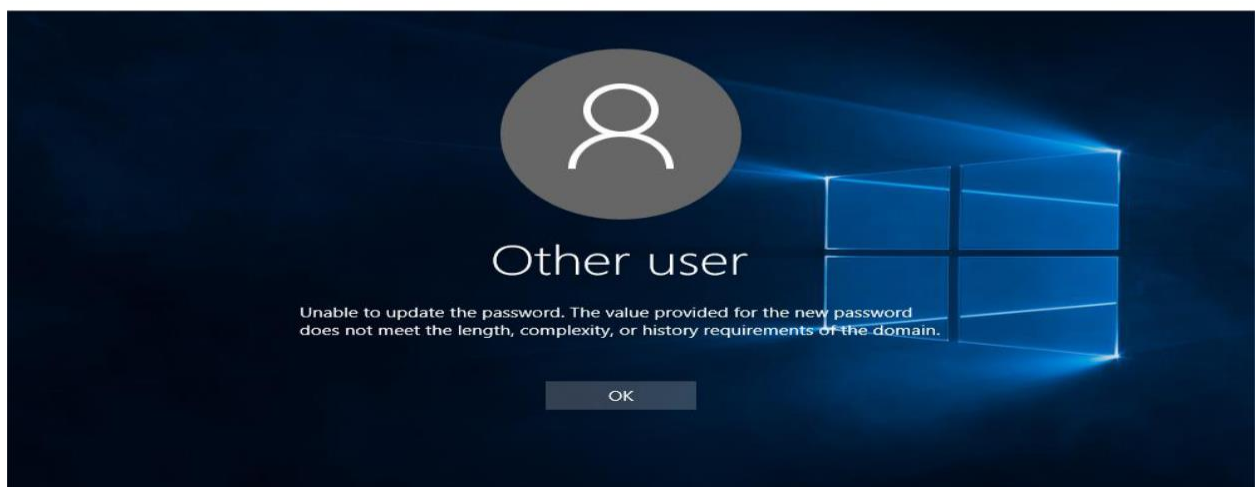 Other user
Unable to update the password. The value provided for the new password
does not meet the length, complexity, or history requirements of the domain.
OK